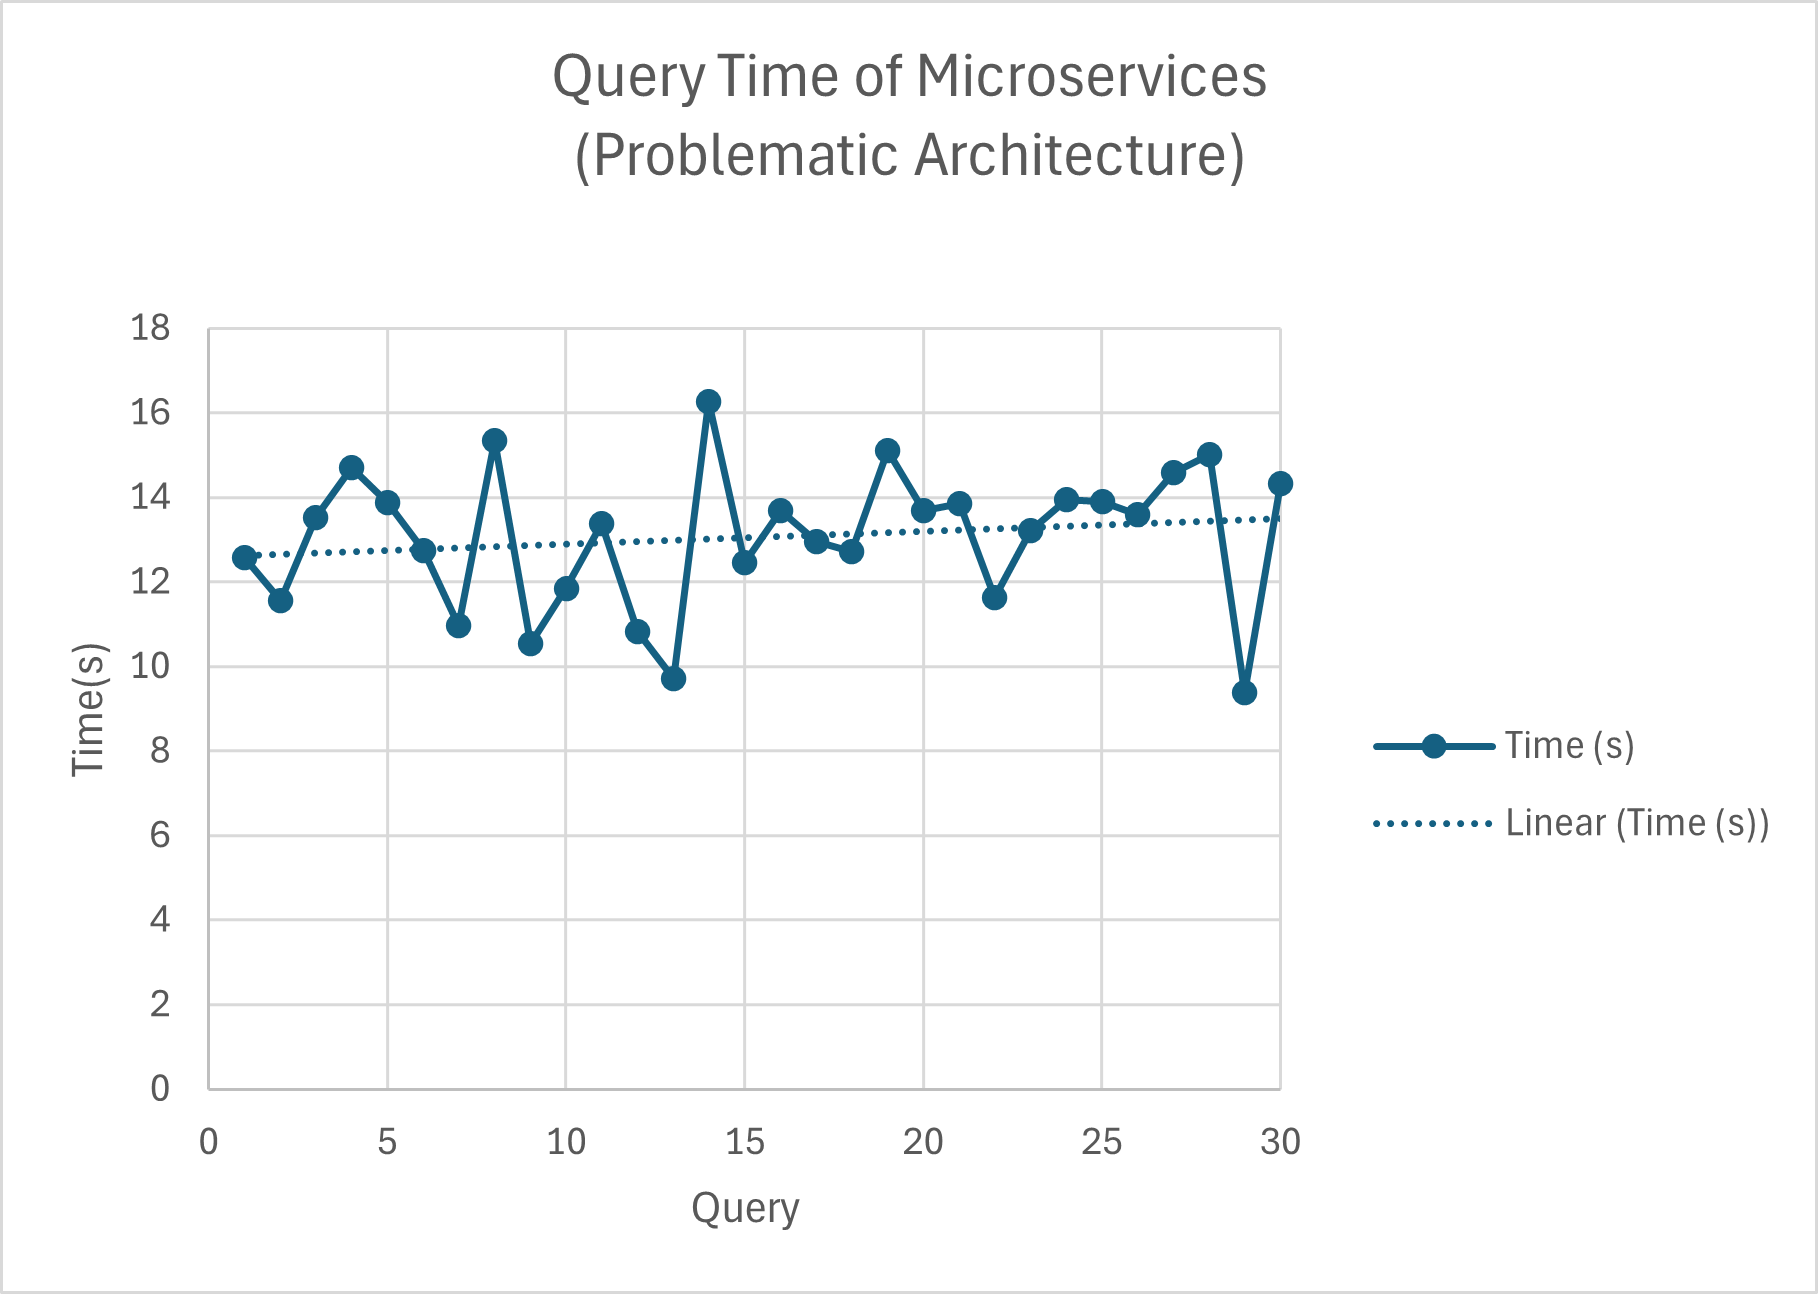 Query Time of Microservices
(Problematic Architecture)
18
16
14
12
10
8
6
4
2
0
Time(s)
0 5 10 15 20 25 30
Query
Time (s)
Linear (Time (s))